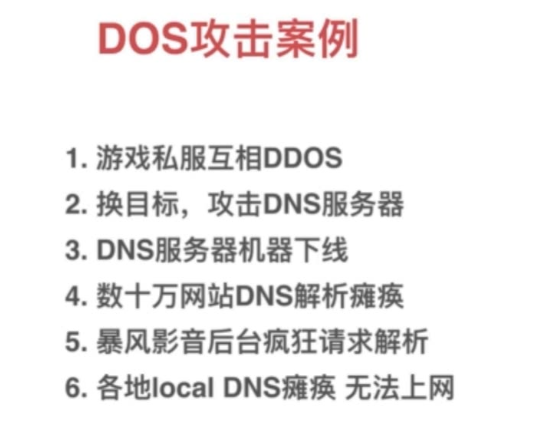 DOS攻击案例
1. 游戏私服互相DDOS
2. 换目标，攻击DNS服务器
3. DNS服务器机器下线
4. 数十万网站DNS解析瘫痪
5. 暴风影音后台疯狂请求解析
6. 各地local DNS瘫痪 无法上网